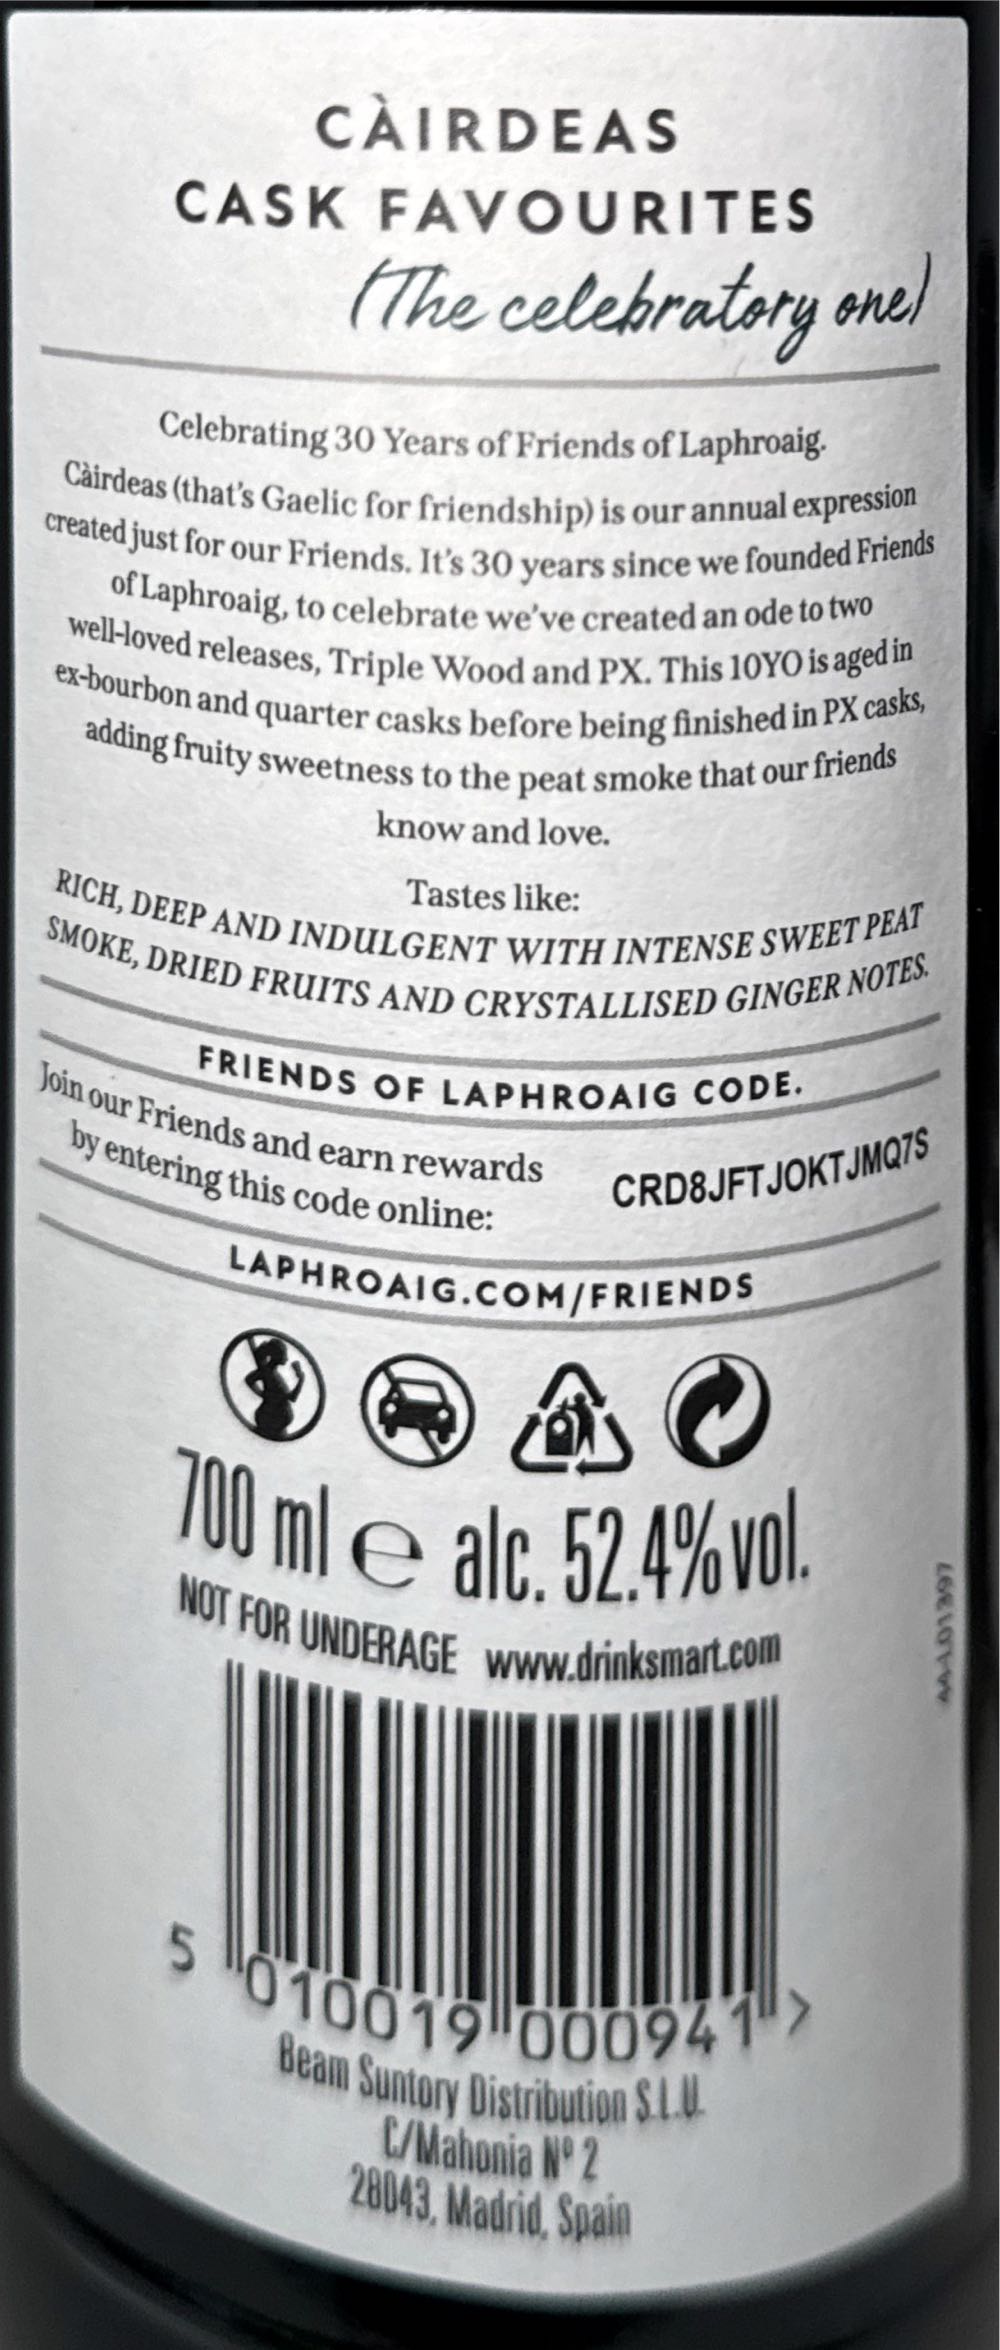 CÀIRDEAS
CASK FAVOURITES
(The celebratory one)
Celebrating 30 Years of Friends of Laphroaig.
Càirdeas (that's Gaelic for friendship) is our annual expression
created just for our Friends. It's 30 years since we founded Friends
of Laphroaig, to celebrate we've created an ode to two
well-loved releases, Triple Wood and PX. This 10YO is aged in
ex-bourbon and quarter casks before being finished in PX casks,
adding fruity sweetness to the peat smoke that our friends
know and love.
Tastes like:
RICH, DEEP AND INDULGENT WITH INTENSE SWEET PEAT
SMOKE, DRIED FRUITS AND CRYSTALLISED GINGER NOTES.
FRIENDS OF LAPHROAIG CODE.
Join our Friends and earn rewards
by entering this code online:
CRD8JFTJOKTJMQ7S
LAPHROAIG.COM/FRIENDS
700 ml e alc. 52.4% vol.
NOT FOR UNDERAGE www.drinksmart.com
44L01397
5 010019 000941 >
Beam Suntory Distribution S.L.U.
C/Mahonia Nº 2
28043, Madrid, Spain